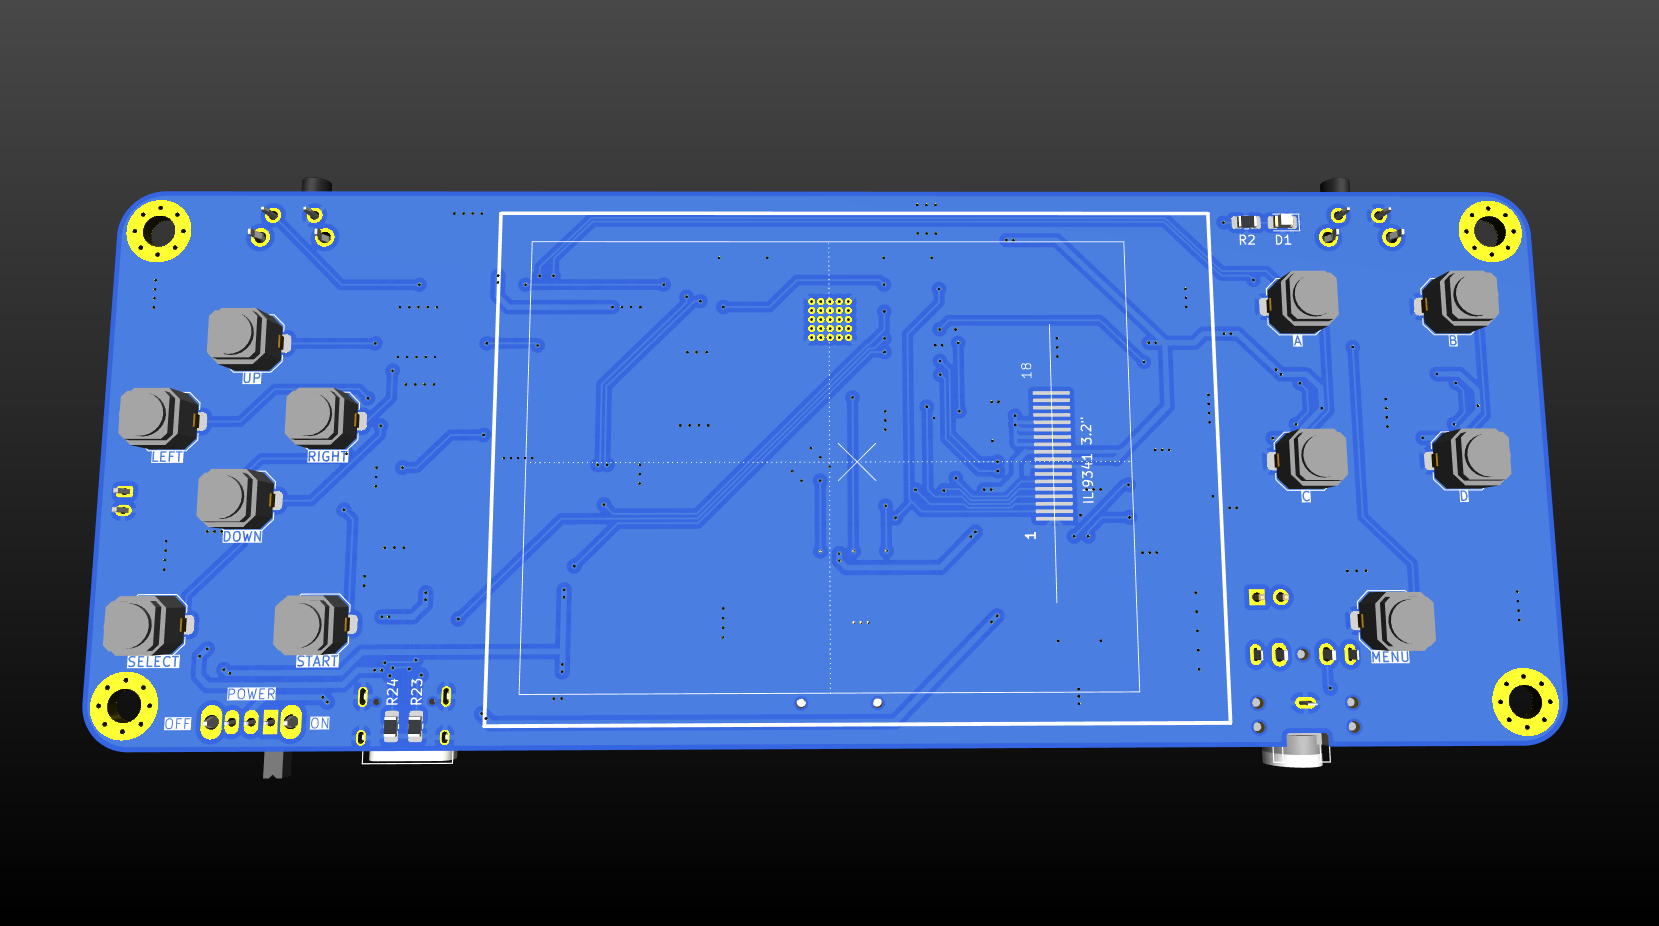 R2
D1
UP
A
B
LEFT
RIGHT
18
ILI9341 3.2"
1
C
D
DOWN
SELECT
START
MENU
POWER
OFF
ON
R24
R23